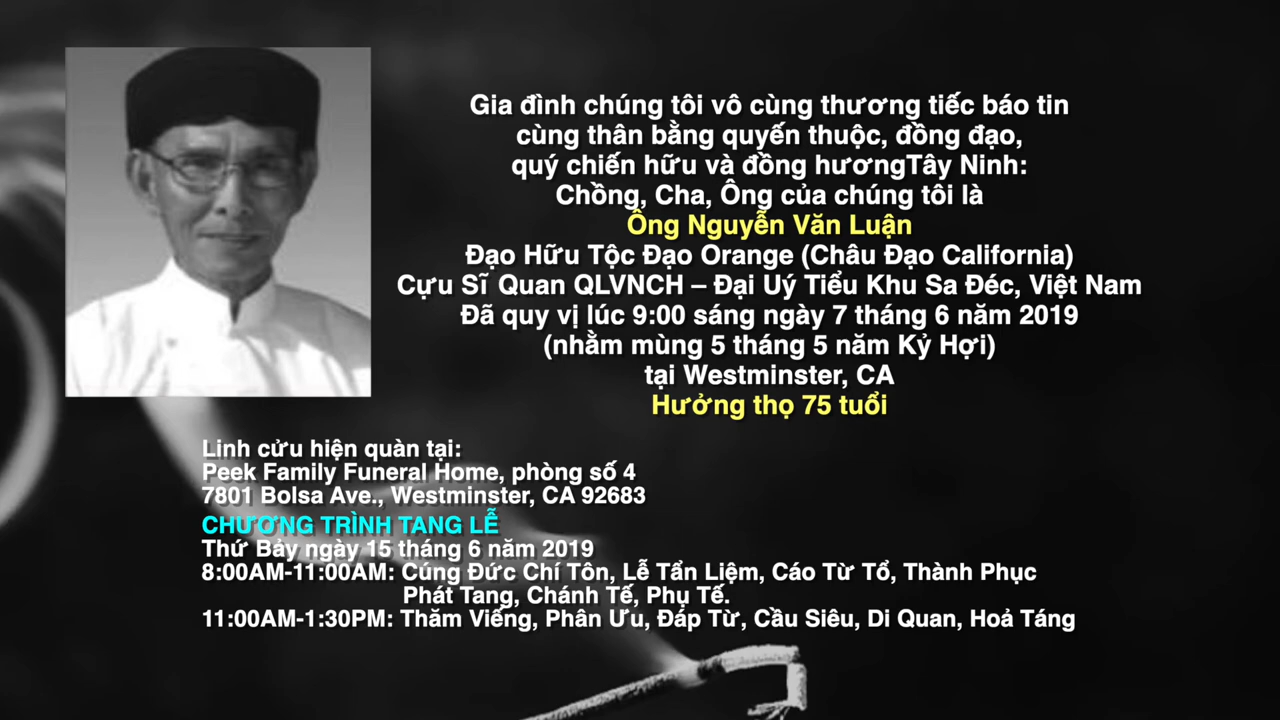 Gia đình chúng tôi vô cùng thương tiếc báo tin
cùng thân bằng quyến thuộc, đồng đạo,
quý chiến hữu và đồng hươngTây Ninh:
Chồng, Cha, Ông của chúng tôi là
Ông Nguyễn Văn Luận
Đạo Hữu Tộc Đạo Orange (Châu Đạo California)
Cựu Sĩ Quan QLVNCH – Đại Uý Tiểu Khu Sa Đéc, Việt Nam
Đã quy vị lúc 9:00 sáng ngày 7 tháng 6 năm 2019
(nhằm mùng 5 tháng 5 năm Kỷ Hợi)
tại Westminster, CA
Hưởng thọ 75 tuổi
Linh cửu hiện quàn tại:
Peek Family Funeral Home, phòng số 4
7801 Bolsa Ave., Westminster, CA 92683
CHƯƠNG TRÌNH TANG LỄ
Thứ Bảy ngày 15 tháng 6 năm 2019
8:00AM-11:00AM: Cúng Đức Chí Tôn, Lễ Tẩn Liệm, Cáo Từ Tổ, Thành Phục
Phát Tang, Chánh Tế, Phụ Tế.
11:00AM-1:30PM: Thăm Viếng, Phân Ưu, Đáp Từ, Cầu Siêu, Di Quan, Hoả Táng